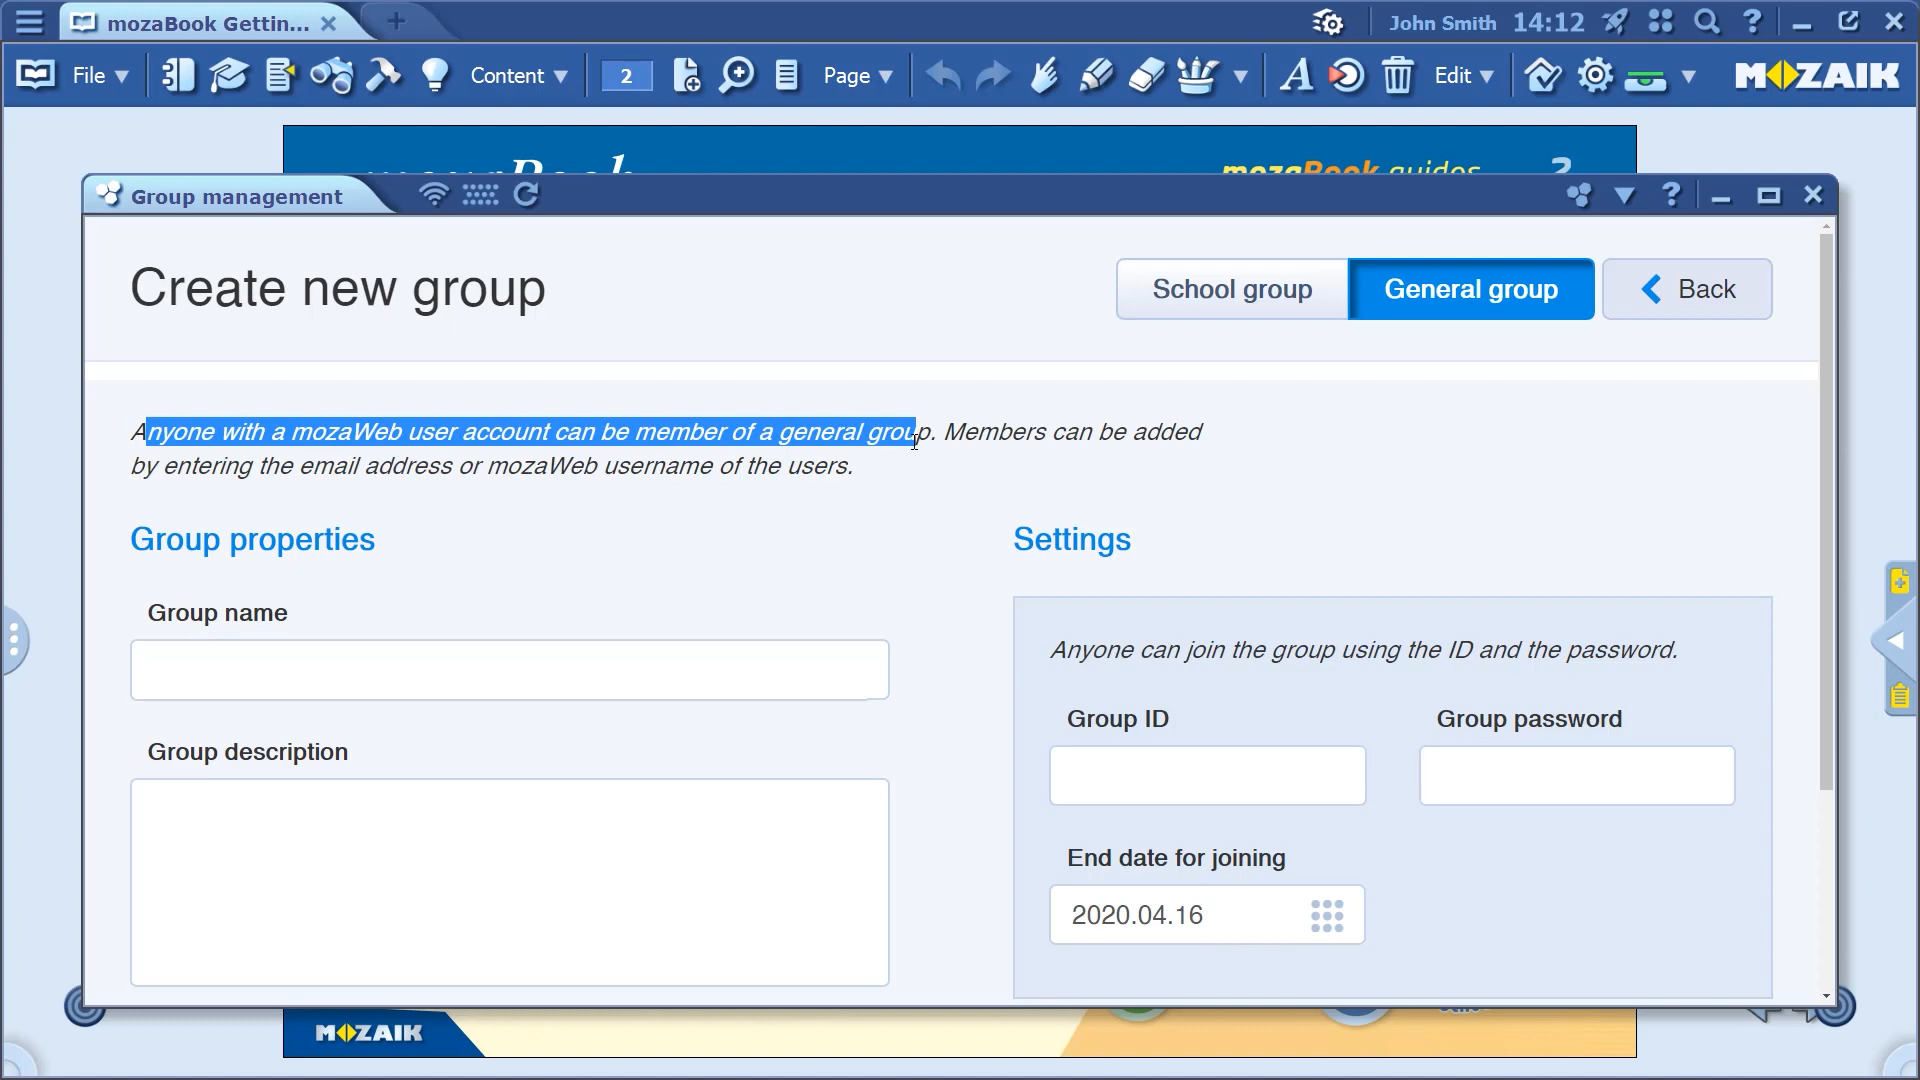 mozaBook Gettin...
John Smith 14:12
File
Content
2
Page
Edit
MOZAIK
mozaBook
mozaBook guides
Group management
Create new group
School group
General group
Back
Anyone with a mozaWeb user account can be member of a general group. Members can be added
by entering the email address or mozaWeb username of the users.
Group properties
Settings
Group name
Anyone can join the group using the ID and the password.
Group ID
Group password
Group description
End date for joining
2020.04.16
MOZAIK